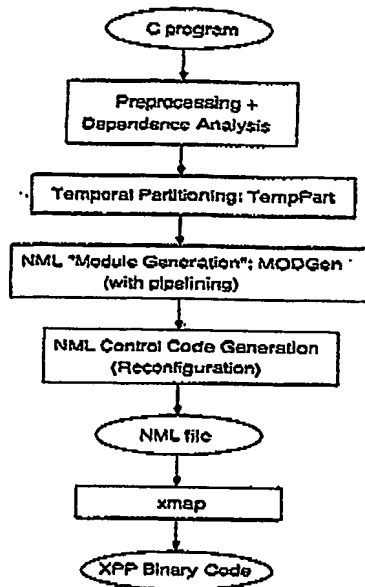 C program
Preprocessing +
Dependence Analysis
Temporal Partitioning: TempPart
NML "Module Generation": MODGen
(with pipelining)
NML Control Code Generation
(Reconfiguration)
NML file
xmap
XPP Binary Code